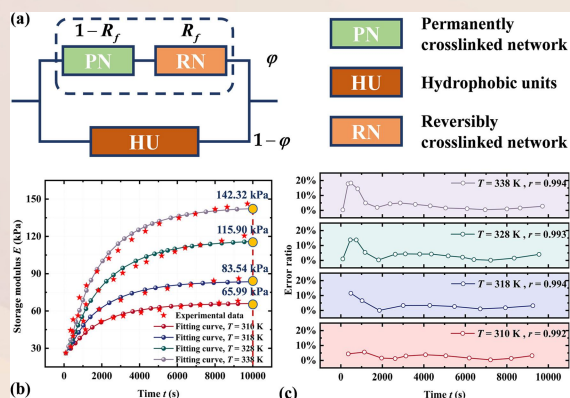 (a)
1−R_f
R_f
PN
RN
φ
HU
1−φ
PN
Permanently
crosslinked network
HU
Hydrophobic units
RN
Reversibly
crosslinked network
Storage modulus E (kPa)
150
120
90
60
30
142.32 kPa
115.90 kPa
83.54 kPa
65.99 kPa
Experimental data
Fitting curve, T = 310 K
Fitting curve, T = 318 K
Fitting curve, T = 328 K
Fitting curve, T = 338 K
0 2000 4000 6000 8000 10000
Time t (s)
(b)
Error ratio
20%
10%
0%
T = 338 K , r = 0.994
20%
10%
0%
T = 328 K , r = 0.993
20%
10%
0%
T = 318 K , r = 0.994
20%
10%
0%
T = 310 K , r = 0.992
0 2000 4000 6000 8000 10000
Time t (s)
(c)